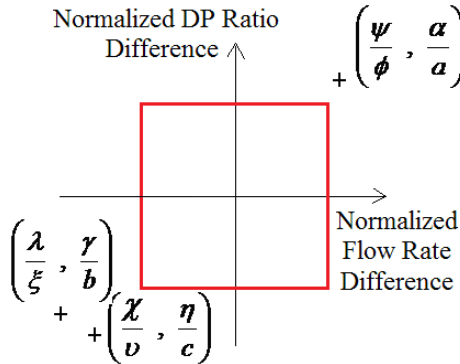 Normalized DP Ratio
Difference
+ (ψ/ϕ , α/a)
Normalized
Flow Rate
Difference
(λ/ξ , γ/b)
+
+ (χ/υ , η/c)